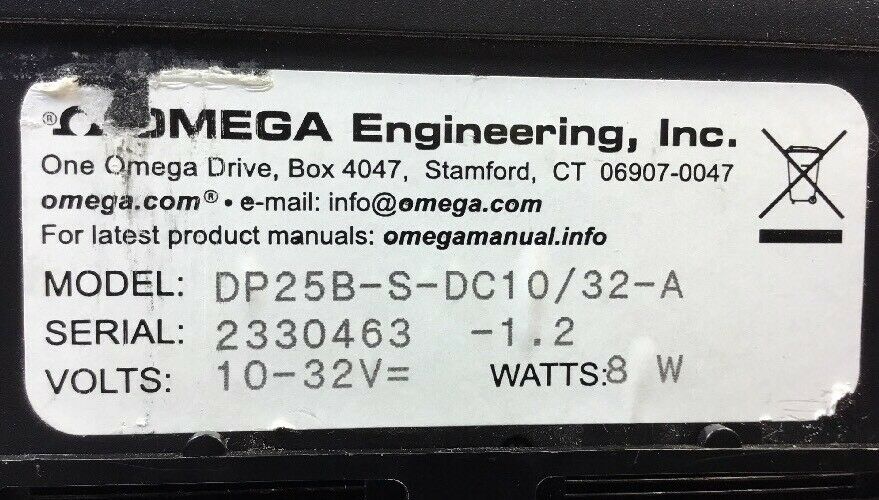 ®Ω OMEGA Engineering, Inc.
One Omega Drive, Box 4047, Stamford, CT 06907-0047
omega.com® • e-mail: info@omega.com
For latest product manuals: omegamanual.info
MODEL: DP25B-S-DC10/32-A
SERIAL: 2330463 -1.2
VOLTS: 10-32V= WATTS:8 W